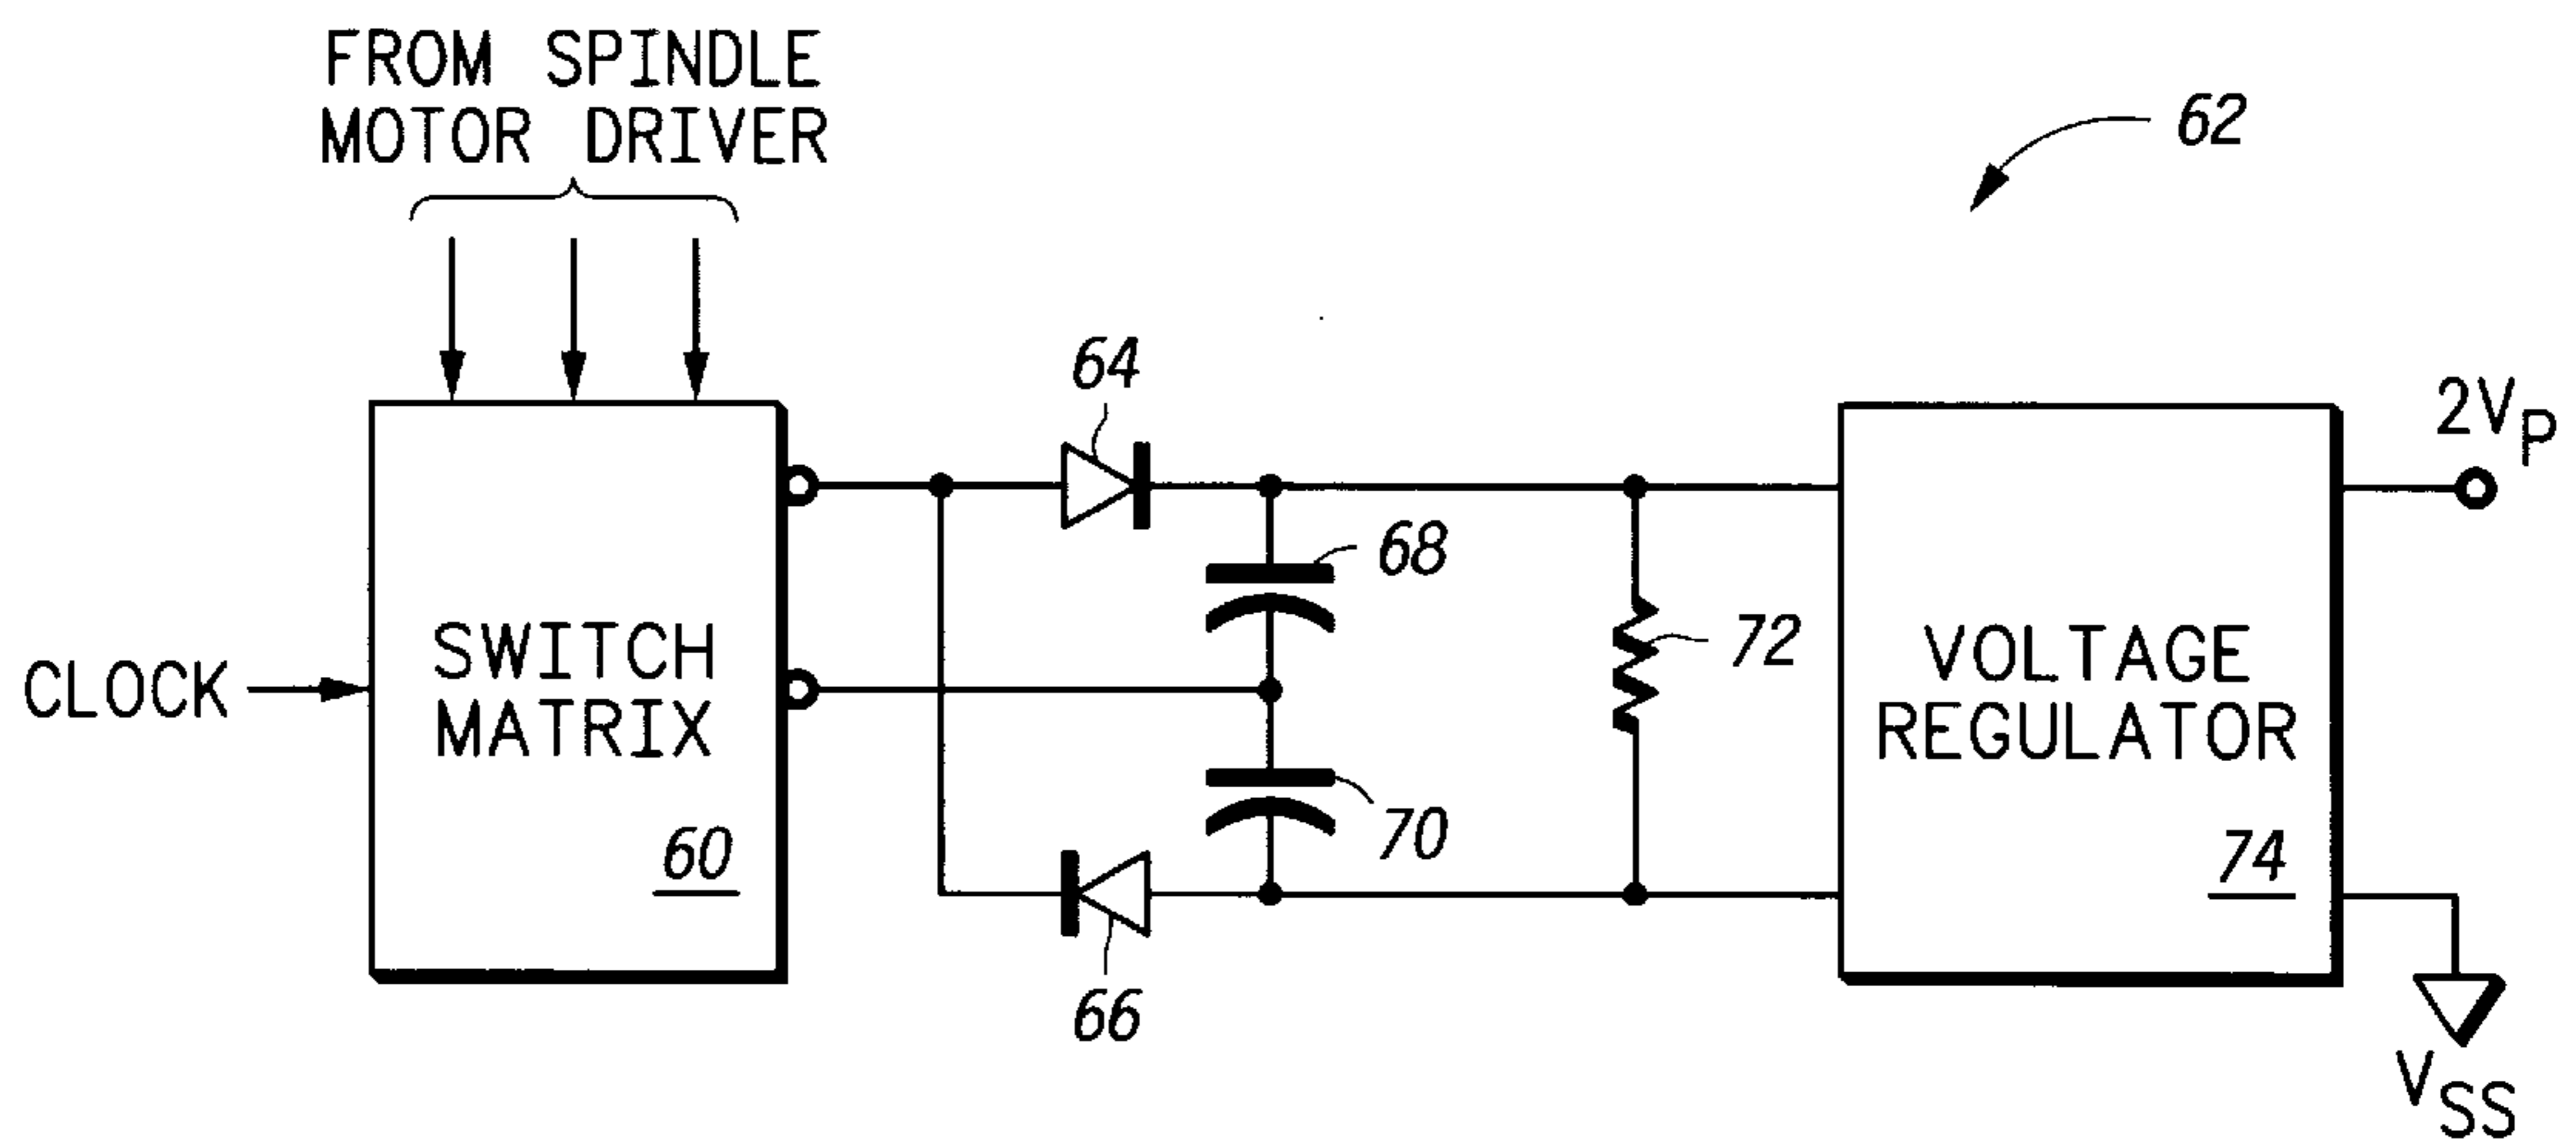 FROM SPINDLE
MOTOR DRIVER
62
64
2VP
68
CLOCK
SWITCH
MATRIX
60
72
VOLTAGE
REGULATOR
74
70
66
VSS